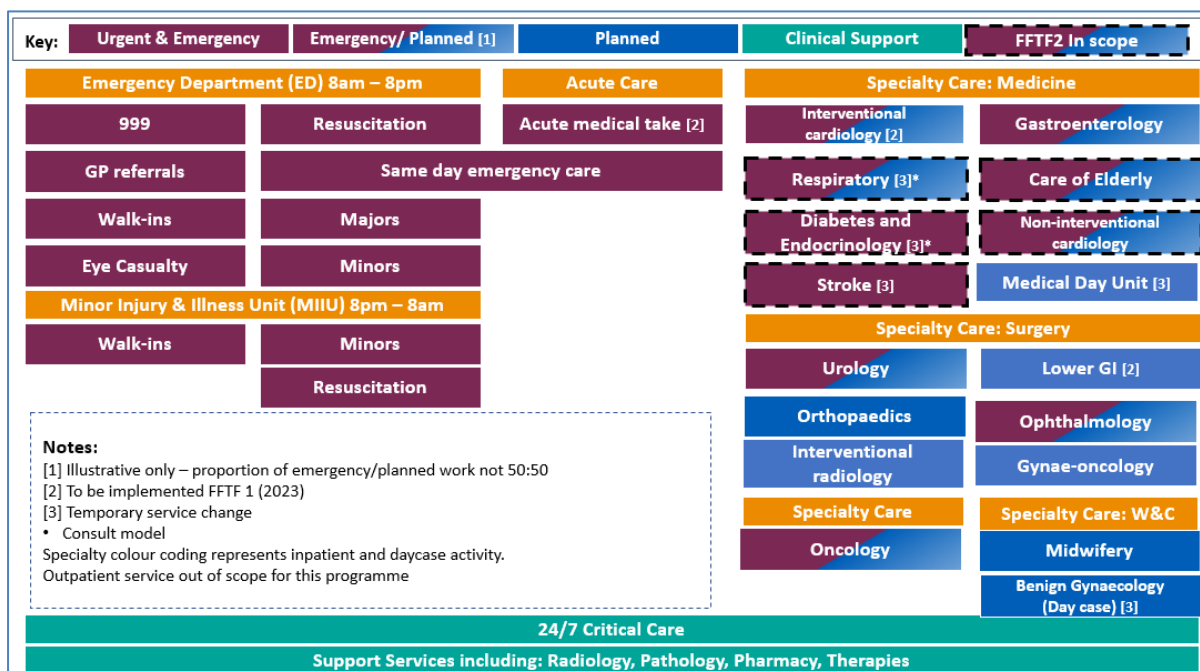 Key:
Urgent & Emergency
Emergency/ Planned [1]
Planned
Clinical Support
FFTF2 In scope
Emergency Department (ED) 8am – 8pm
999
Resuscitation
GP referrals
Same day emergency care
Walk-ins
Majors
Eye Casualty
Minors
Minor Injury & Illness Unit (MIIU) 8pm – 8am
Walk-ins
Minors
Resuscitation
Acute Care
Acute medical take [2]
Specialty Care: Medicine
Interventional
cardiology [2]
Gastroenterology
Respiratory [3]*
Care of Elderly
Diabetes and
Endocrinology [3]*
Non-interventional
cardiology
Stroke [3]
Medical Day Unit [3]
Specialty Care: Surgery
Urology
Lower GI [2]
Orthopaedics
Ophthalmology
Interventional
radiology
Gynae-oncology
Specialty Care
Oncology
Specialty Care: W&C
Midwifery
Benign Gynaecology
(Day case) [3]
Notes:
[1] Illustrative only – proportion of emergency/planned work not 50:50
[2] To be implemented FFTF 1 (2023)
[3] Temporary service change
• Consult model
Specialty colour coding represents inpatient and daycase activity.
Outpatient service out of scope for this programme
24/7 Critical Care
Support Services including: Radiology, Pathology, Pharmacy, Therapies